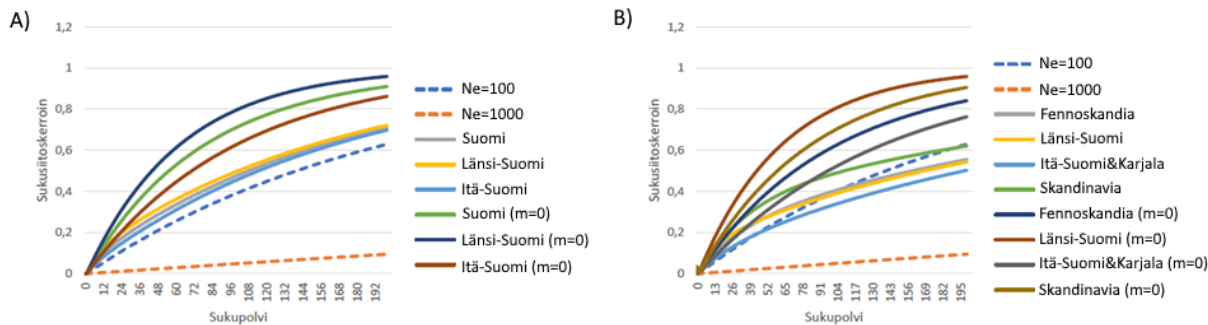 A)
1,2
1
0,8
0,6
0,4
0,2
0
Sukusiitoskerroin
0 12 24 36 48 60 72 84 96 108 120 132 144 156 168 180 192
Sukupolvi
Ne=100
Ne=1000
Suomi
Länsi-Suomi
Itä-Suomi
Suomi (m=0)
Länsi-Suomi (m=0)
Itä-Suomi (m=0)
B)
1,2
1
0,8
0,6
0,4
0,2
0
Sukusiitoskerroin
0 13 26 39 52 65 78 91 104 117 130 143 156 169 182 195
Sukupolvi
Ne=100
Ne=1000
Fennoskandia
Länsi-Suomi
Itä-Suomi&Karjala
Skandinavia
Fennoskandia (m=0)
Länsi-Suomi (m=0)
Itä-Suomi&Karjala (m=0)
Skandinavia (m=0)